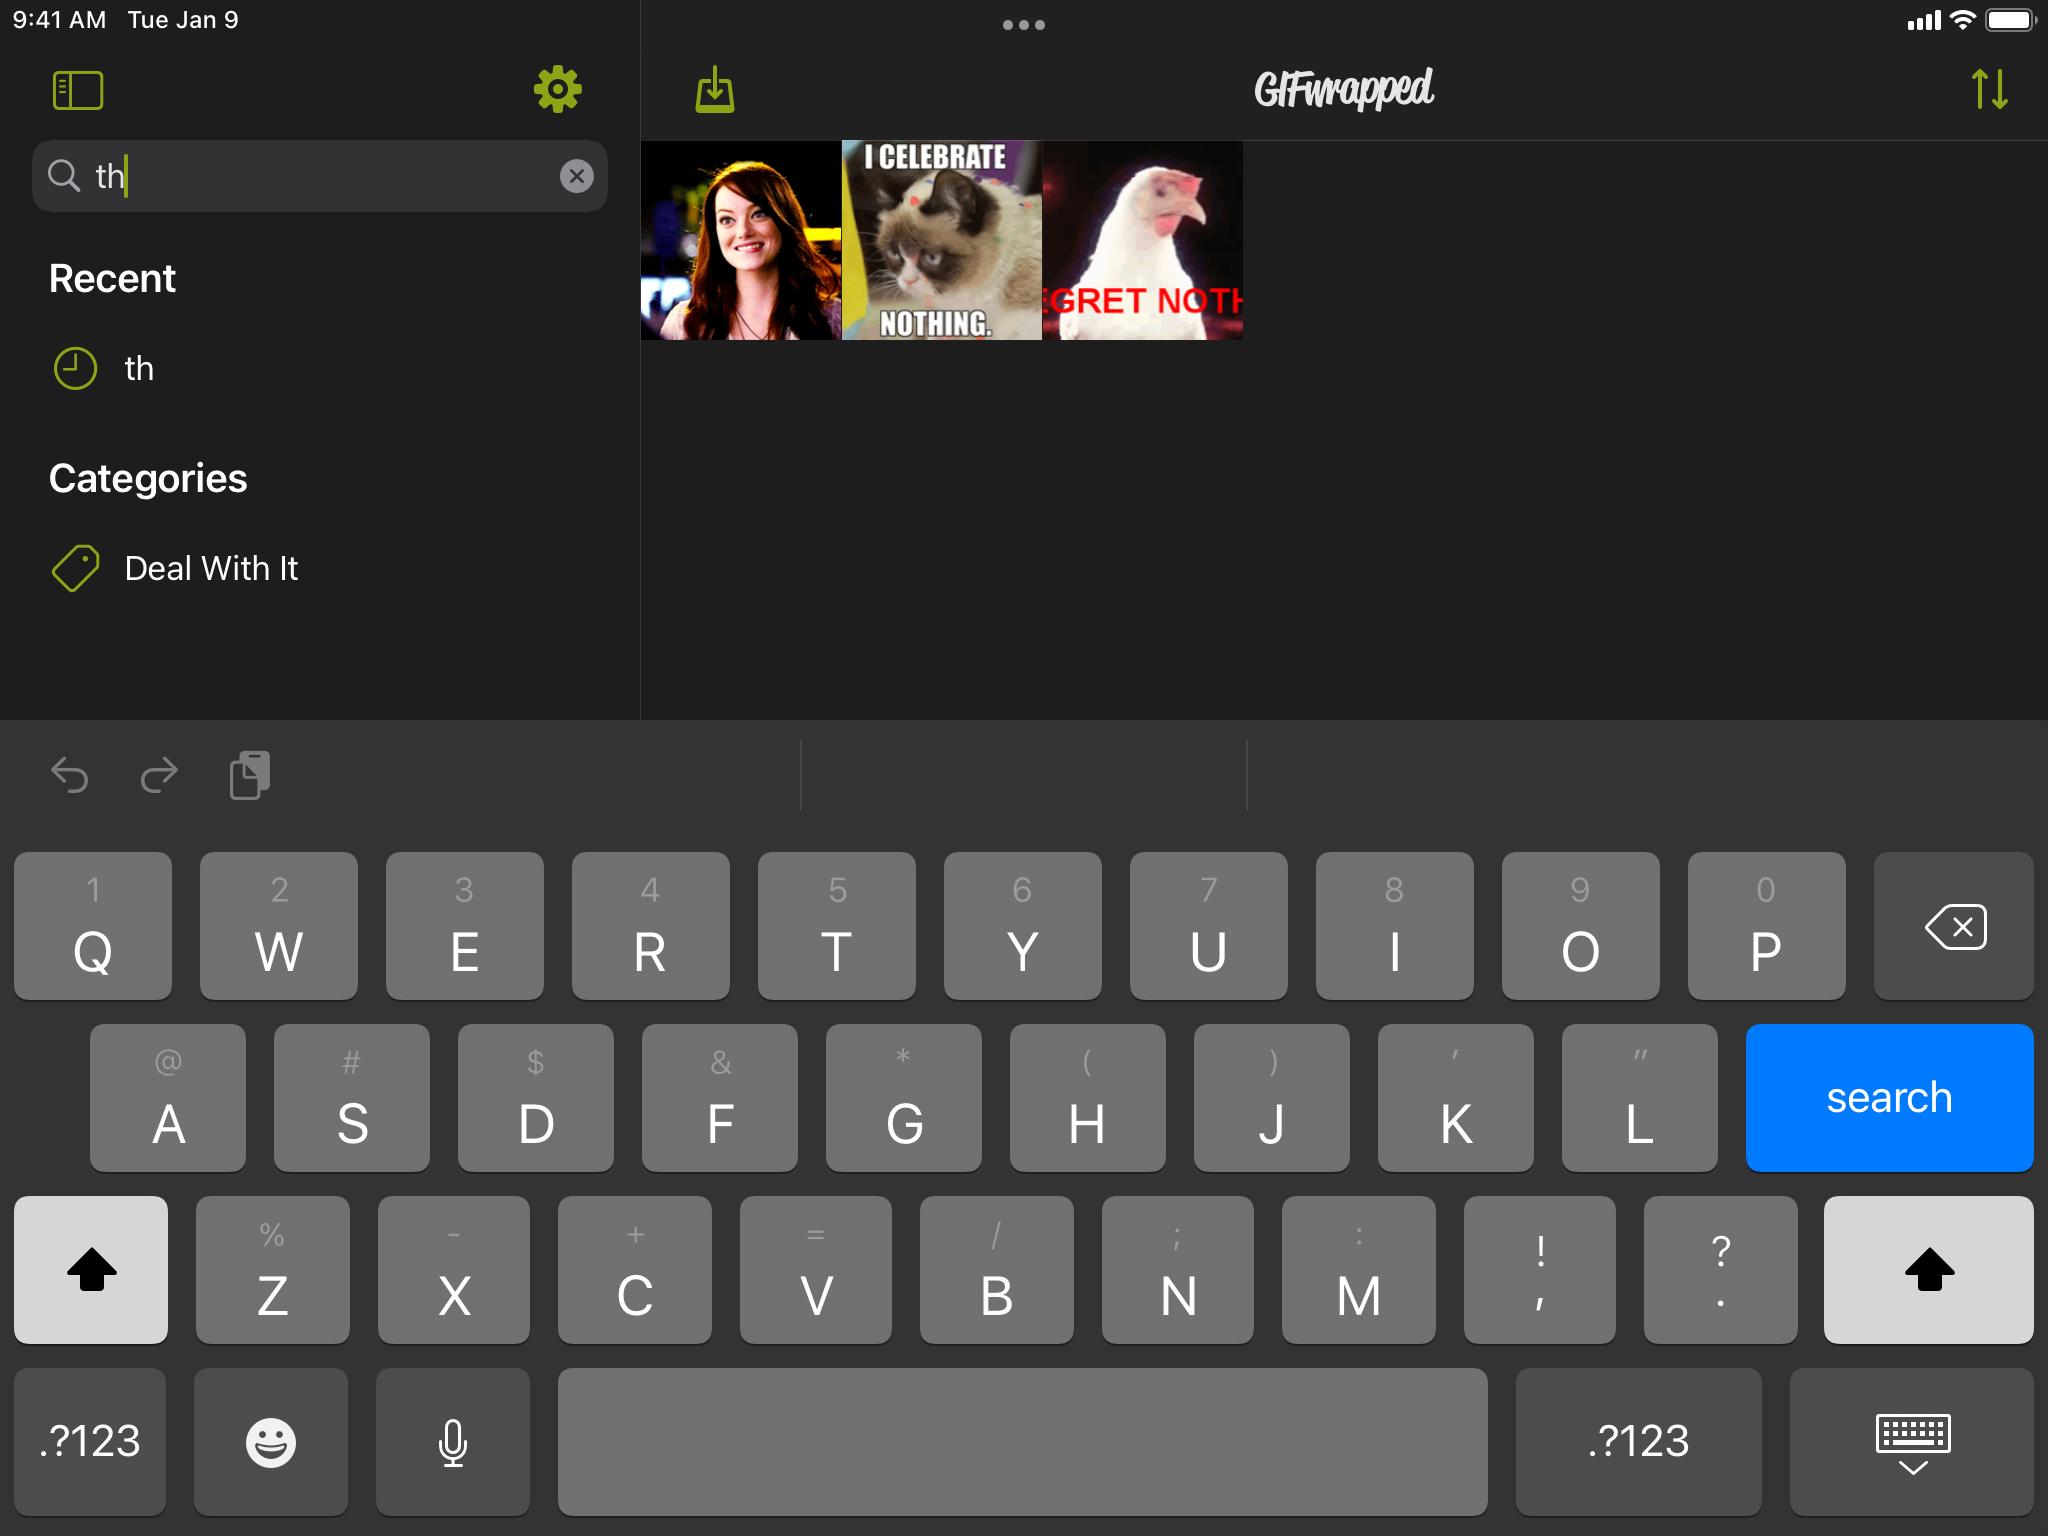 9:41 AM Tue Jan 9
GIFwrapped
th
I CELEBRATE
NOTHING.
EGRET NOTH
Recent
th
Categories
Deal With It
1 2 3 4 5 6 7 8 9 0
Q W E R T Y U I O P
@ # $ & * ( ) ' "
A S D F G H J K L search
% - + = / ; : ! ?
Z X C V B N M , .
.?123 .?123